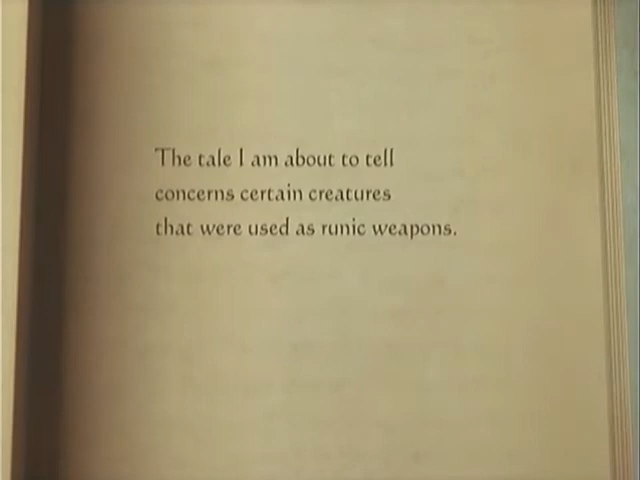 The tale I am about to tell
concerns certain creatures
that were used as runic weapons.